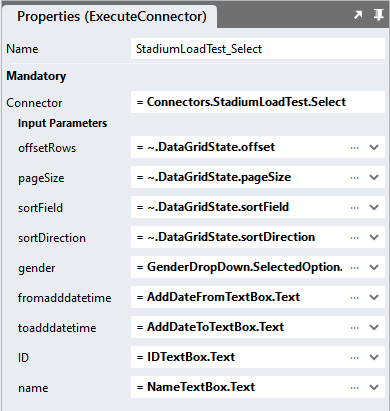 Properties (ExecuteConnector)
Name StadiumLoadTest_Select
Mandatory
Connector = Connectors.StadiumLoadTest.Select
Input Parameters
offsetRows = ~.DataGridState.offset ...
pageSize = ~.DataGridState.pageSize ...
sortField = ~.DataGridState.sortField ...
sortDirection = ~.DataGridState.sortDirection ...
gender = GenderDropDown.SelectedOption. ...
fromadddatetime = AddDateFromTextBox.Text ...
toadddatetime = AddDateToTextBox.Text ...
ID = IDTextBox.Text ...
name = NameTextBox.Text ...